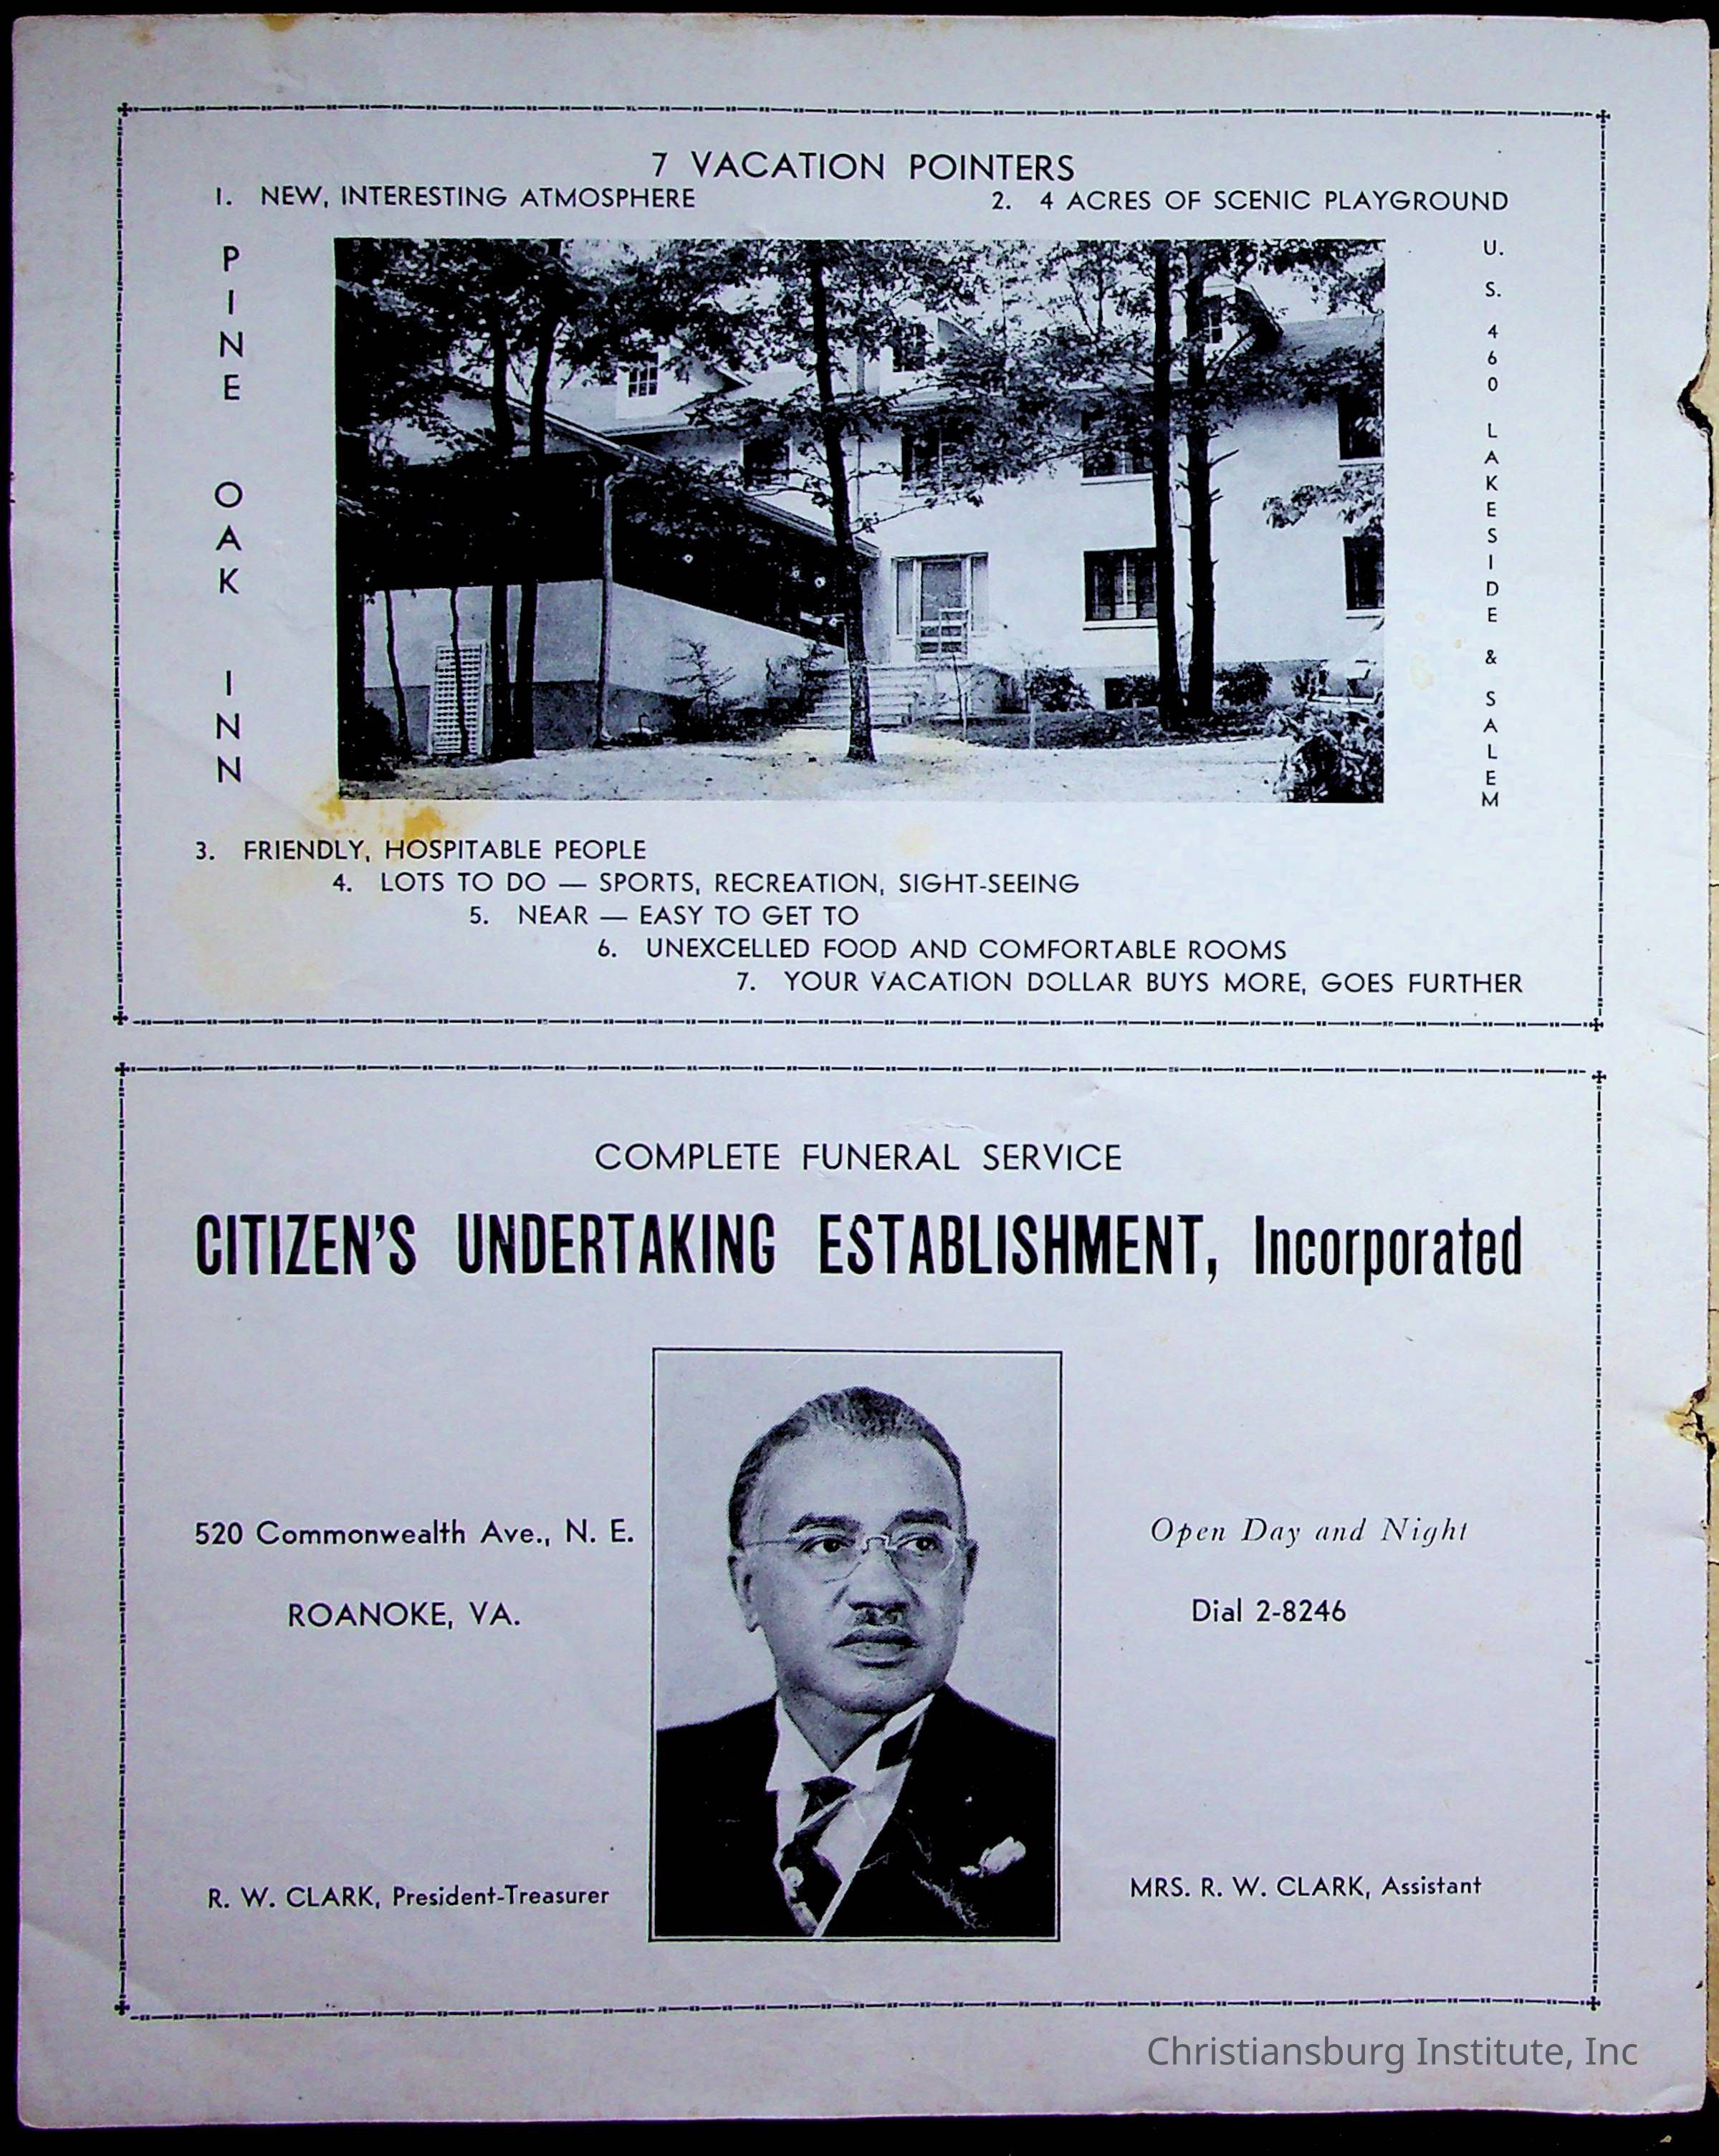 7 VACATION POINTERS
1. NEW, INTERESTING ATMOSPHERE
2. 4 ACRES OF SCENIC PLAYGROUND
PINE OAK INN
U. S. 460 LAKESIDE & SALEM
3. FRIENDLY, HOSPITABLE PEOPLE
4. LOTS TO DO — SPORTS, RECREATION, SIGHT-SEEING
5. NEAR — EASY TO GET TO
6. UNEXCELLED FOOD AND COMFORTABLE ROOMS
7. YOUR VACATION DOLLAR BUYS MORE, GOES FURTHER
COMPLETE FUNERAL SERVICE
CITIZEN'S UNDERTAKING ESTABLISHMENT, Incorporated
520 Commonwealth Ave., N. E.
ROANOKE, VA.
Open Day and Night
Dial 2-8246
R. W. CLARK, President-Treasurer
MRS. R. W. CLARK, Assistant
Christiansburg Institute, Inc